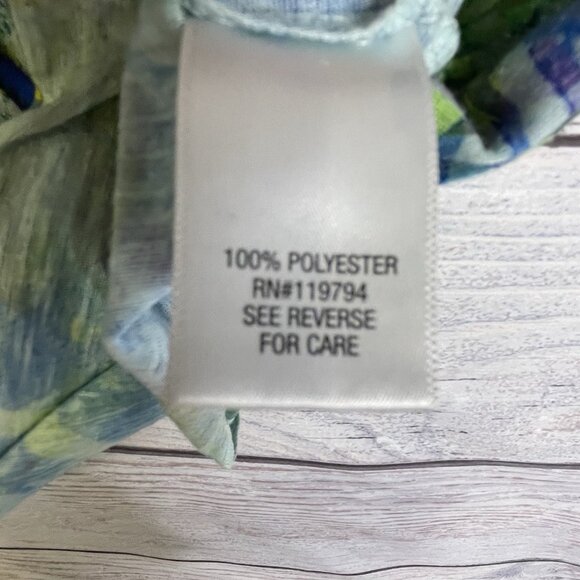 100% POLYESTER
RN#119794
SEE REVERSE
FOR CARE